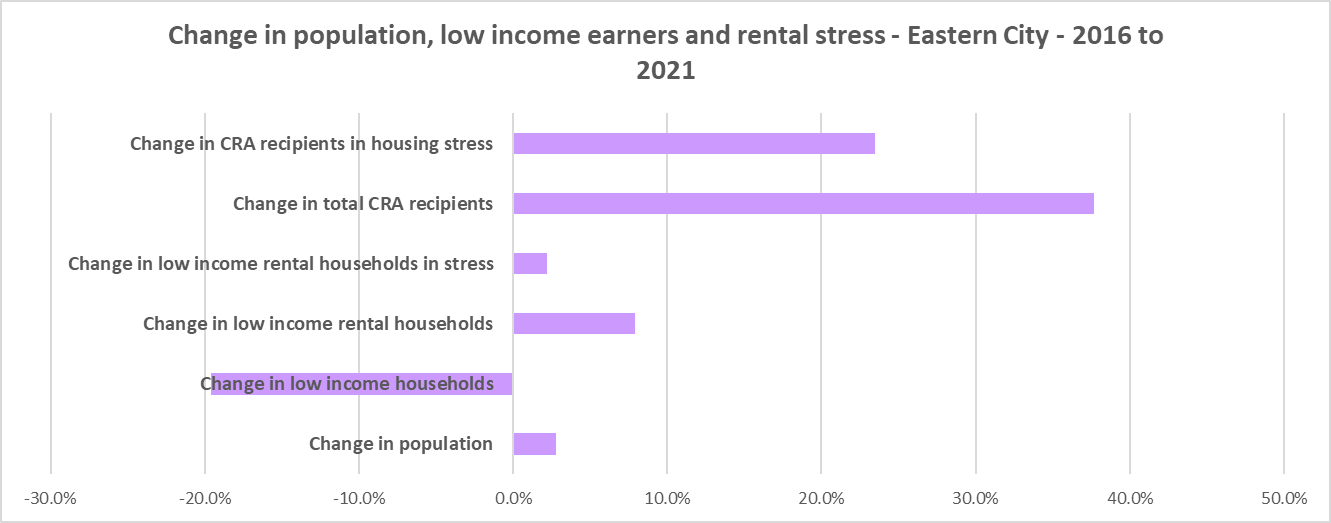 Change in population, low income earners and rental stress - Eastern City - 2016 to
2021
Change in CRA recipients in housing stress
Change in total CRA recipients
Change in low income rental households in stress
Change in low income rental households
Change in low income households
Change in population
-30.0% -20.0% -10.0% 0.0% 10.0% 20.0% 30.0% 40.0% 50.0%